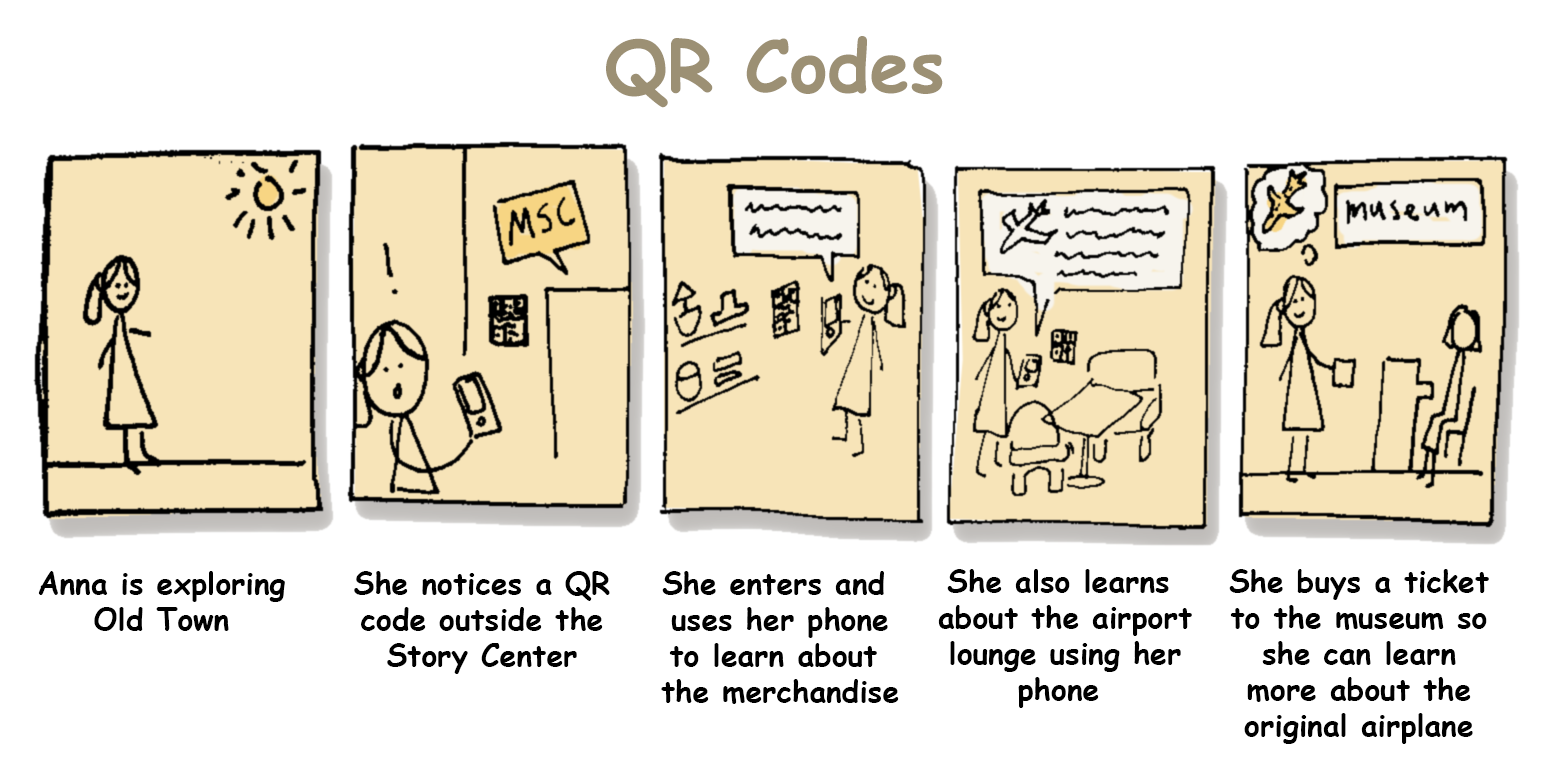 QR Codes
MSC
!
museum
Anna is exploring
Old Town
She notices a QR
code outside the
Story Center
She enters and
uses her phone
to learn about
the merchandise
She also learns
about the airport
lounge using her
phone
She buys a ticket
to the museum so
she can learn
more about the
original airplane